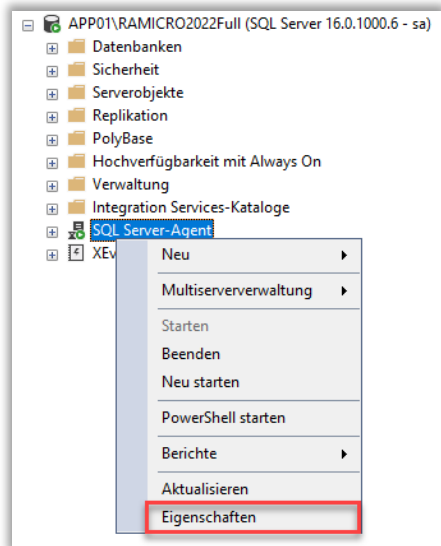 APP01\RAMICRO2022Full (SQL Server 16.0.1000.6 - sa)
Datenbanken
Sicherheit
Serverobjekte
Replikation
PolyBase
Hochverfügbarkeit mit Always On
Verwaltung
Integration Services-Kataloge
SQL Server-Agent
XEv
Neu
Multiserververwaltung
Starten
Beenden
Neu starten
PowerShell starten
Berichte
Aktualisieren
Eigenschaften